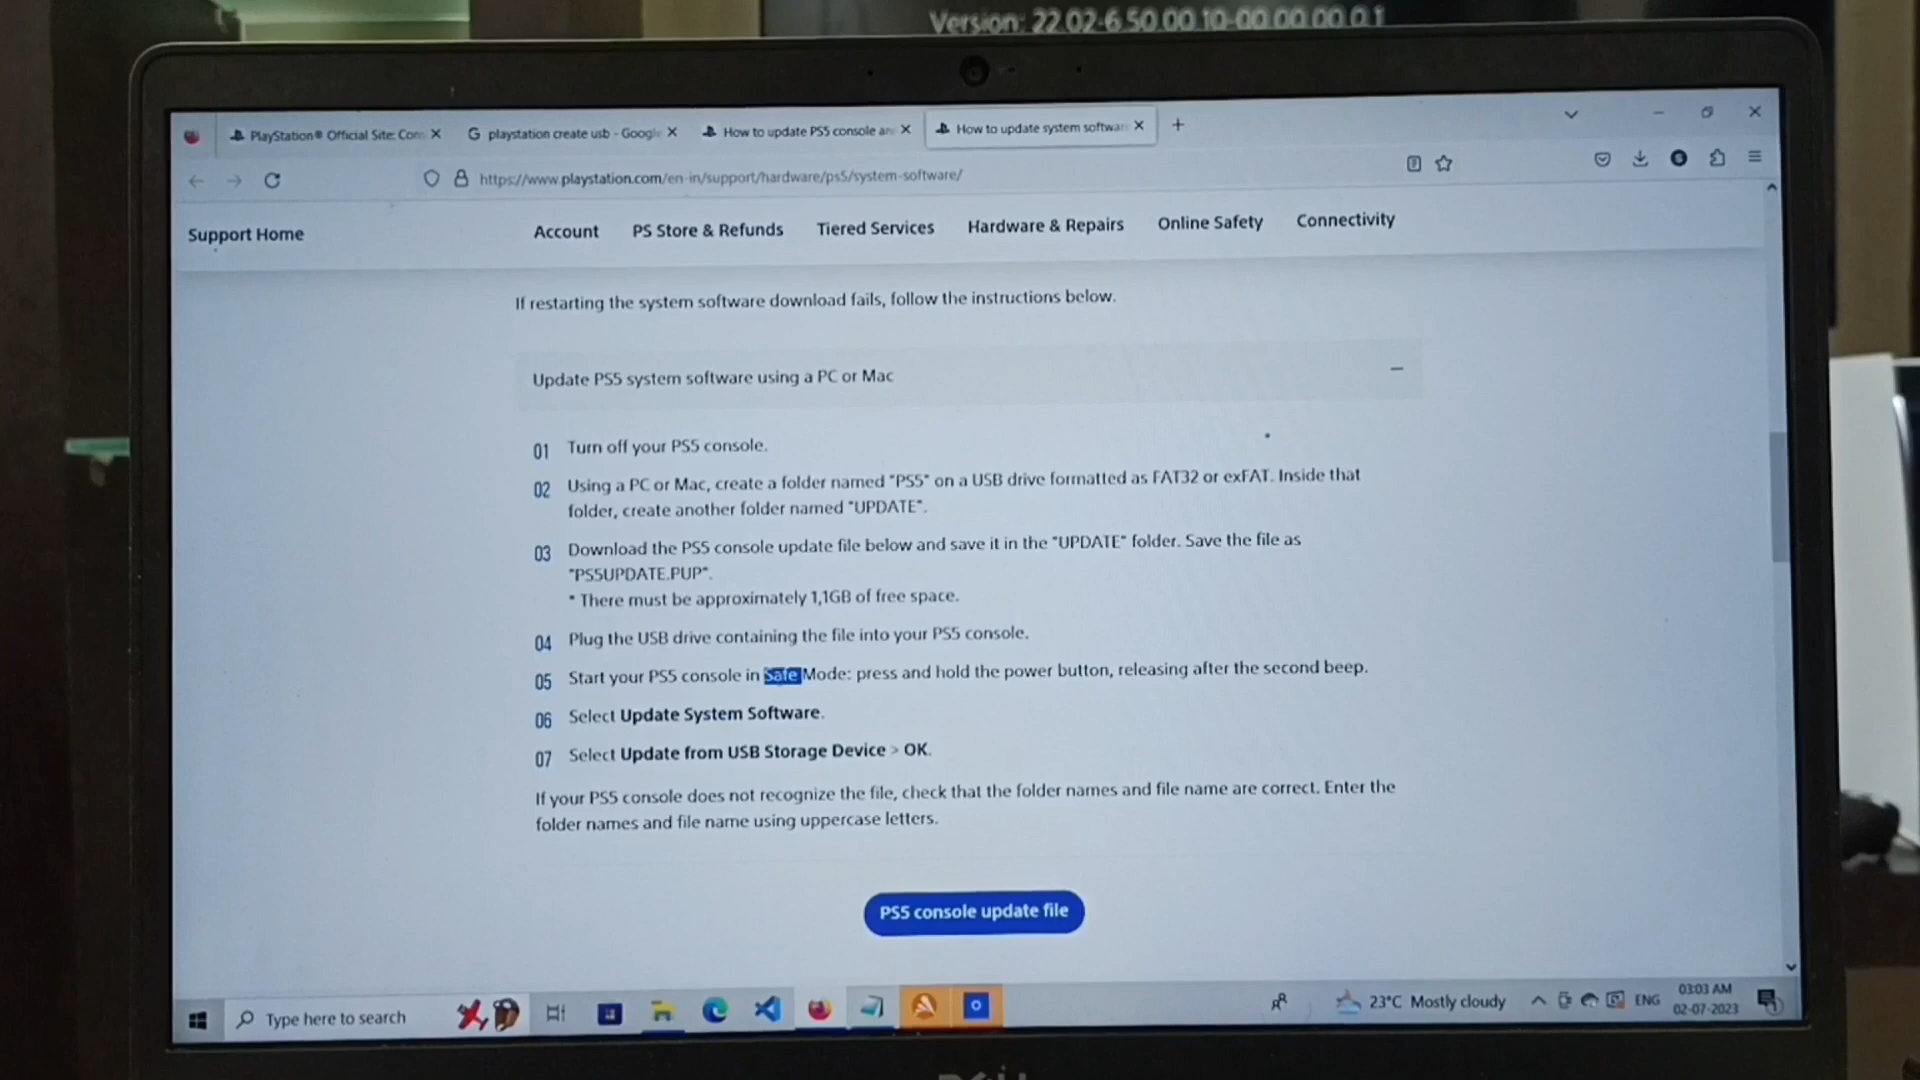 Version: 22.02-6.50.00.10-00.00.00.0.1
PlayStation® Official Site: Con
playstation create usb - Google
How to update PS5 console an
How to update system softwar
https://www.playstation.com/en-in/support/hardware/ps5/system-software/
Support Home
Account
PS Store & Refunds
Tiered Services
Hardware & Repairs
Online Safety
Connectivity
If restarting the system software download fails, follow the instructions below.
Update PS5 system software using a PC or Mac
01 Turn off your PS5 console.
02 Using a PC or Mac, create a folder named "PS5" on a USB drive formatted as FAT32 or exFAT. Inside that
folder, create another folder named "UPDATE".
03 Download the PS5 console update file below and save it in the "UPDATE" folder. Save the file as
"PS5UPDATE.PUP".
* There must be approximately 1,1GB of free space.
04 Plug the USB drive containing the file into your PS5 console.
05 Start your PS5 console in Safe Mode: press and hold the power button, releasing after the second beep.
06 Select Update System Software.
07 Select Update from USB Storage Device > OK.
If your PS5 console does not recognize the file, check that the folder names and file name are correct. Enter the
folder names and file name using uppercase letters.
PS5 console update file
Type here to search
23°C Mostly cloudy
ENG
03:03 AM
02-07-2023